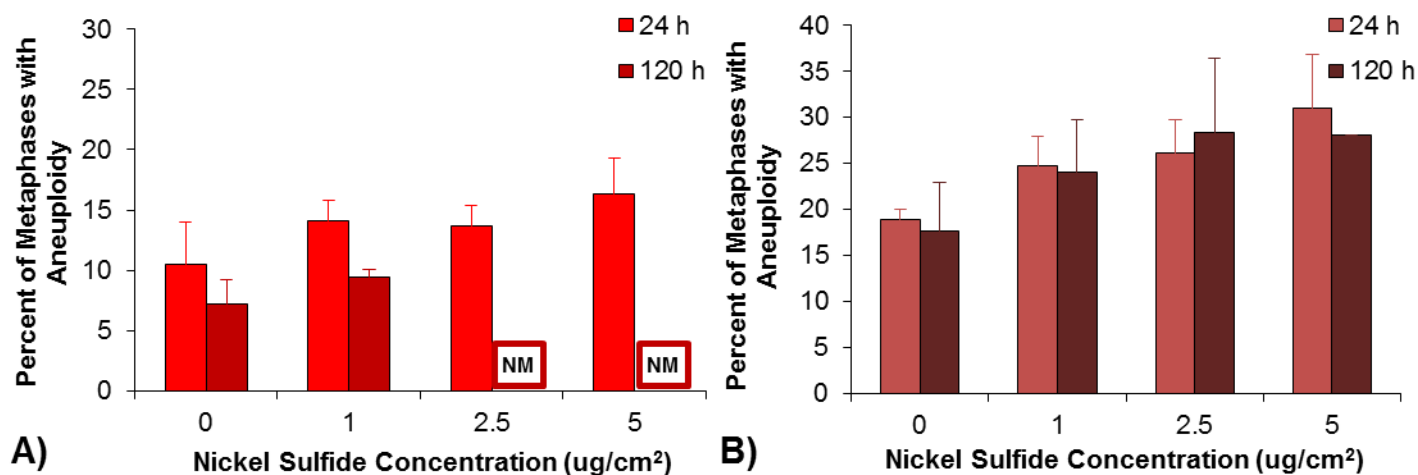 Percent of Metaphases with
Aneuploidy
30
25
20
15
10
5
0
24 h
120 h
NM
NM
0 1 2.5 5
Nickel Sulfide Concentration (ug/cm²)
A)
Percent of Metaphases with
Aneuploidy
40
35
30
25
20
15
10
5
0
24 h
120 h
0 1 2.5 5
Nickel Sulfide Concentration (ug/cm²)
B)